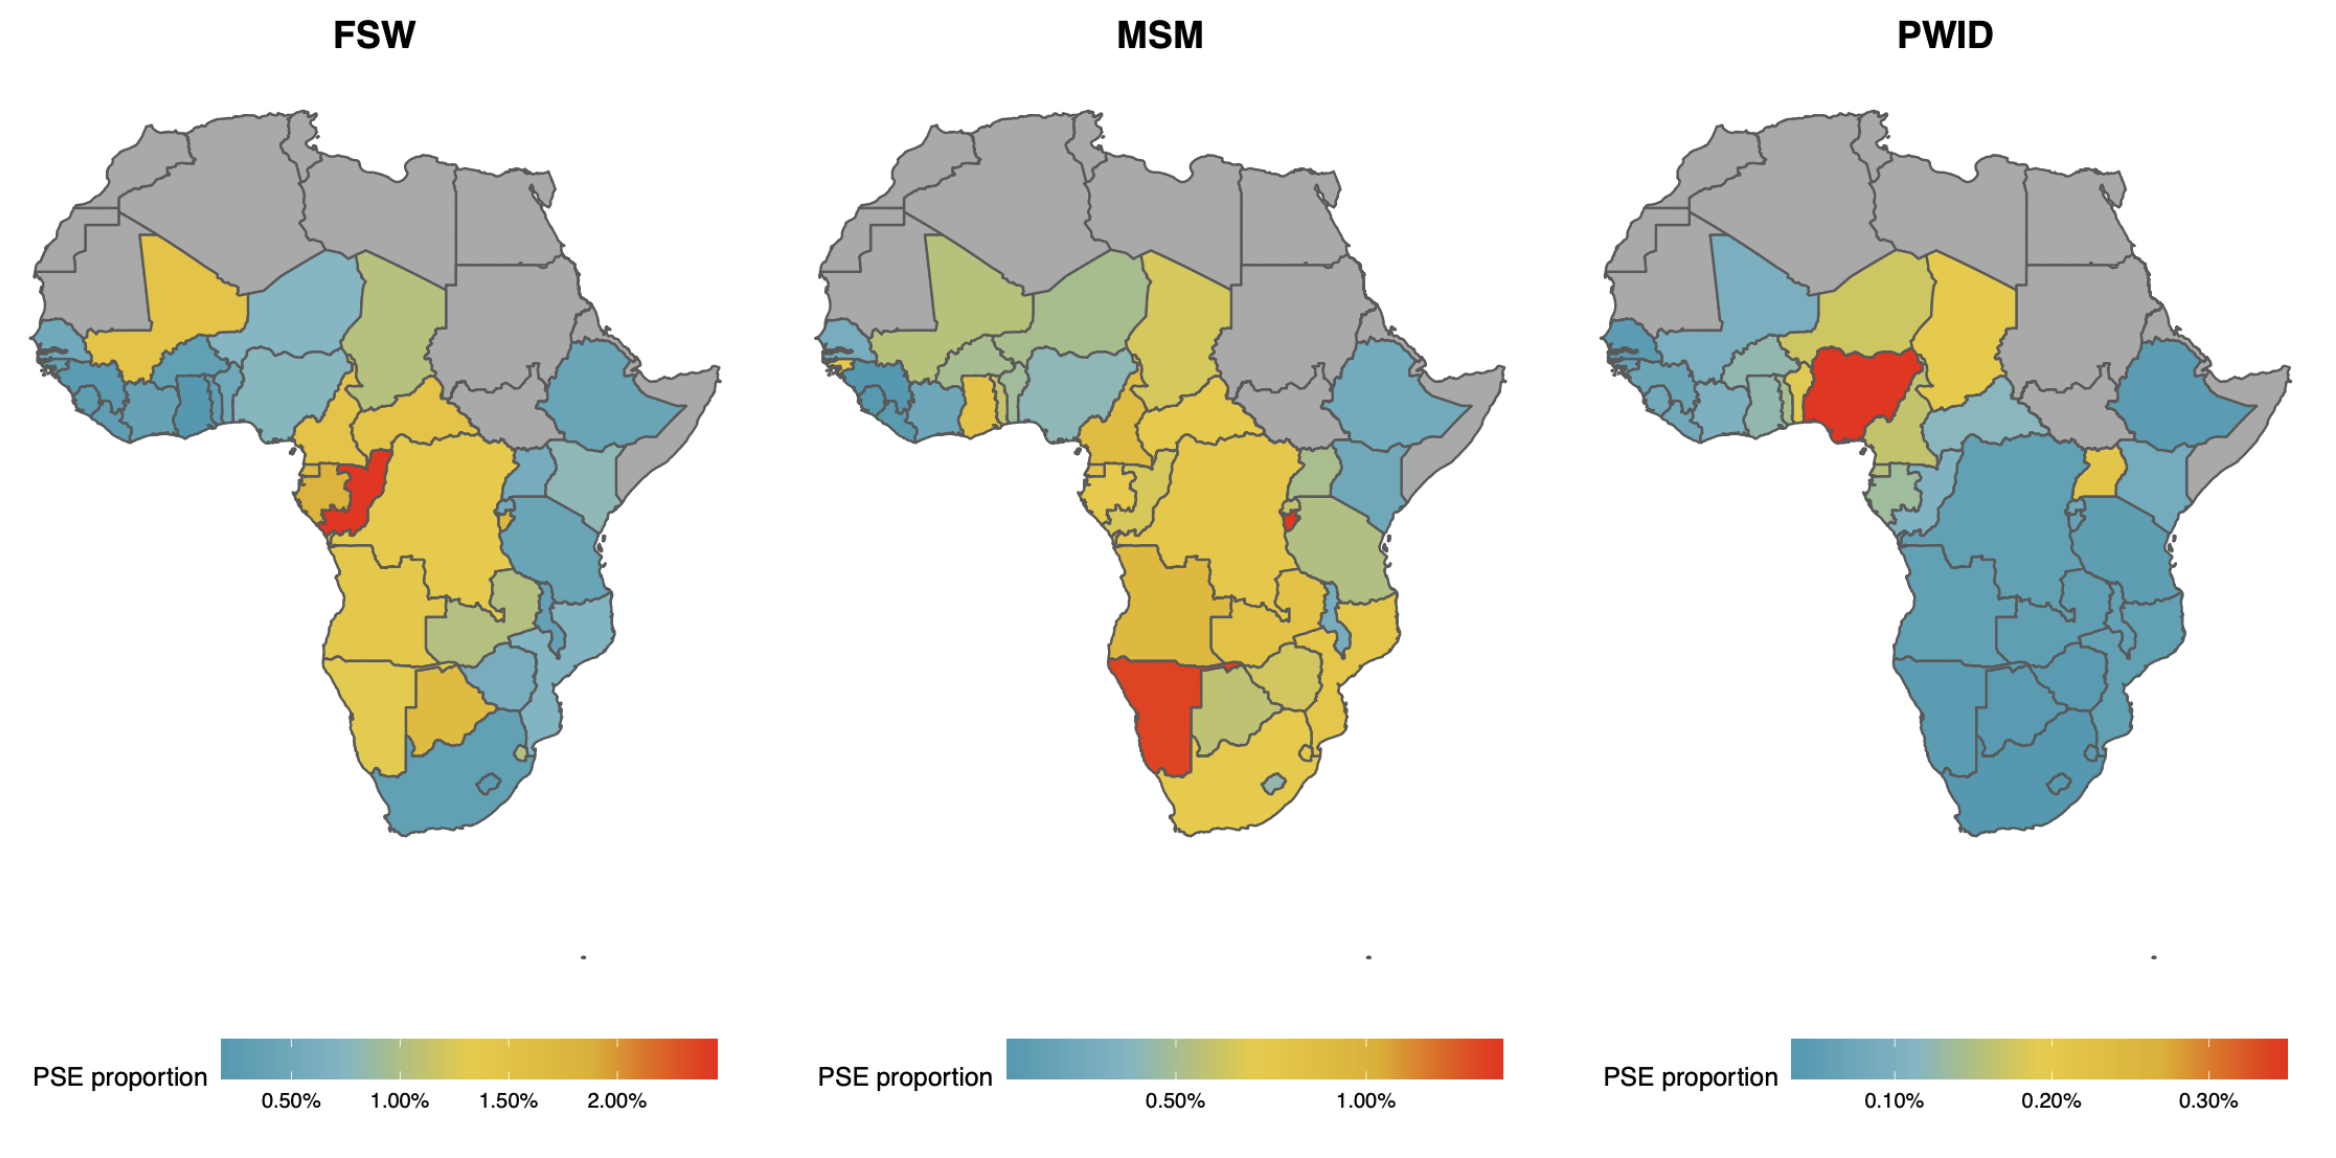 FSW MSM PWID
PSE proportion 0.50% 1.00% 1.50% 2.00%
PSE proportion 0.50% 1.00%
PSE proportion 0.10% 0.20% 0.30%